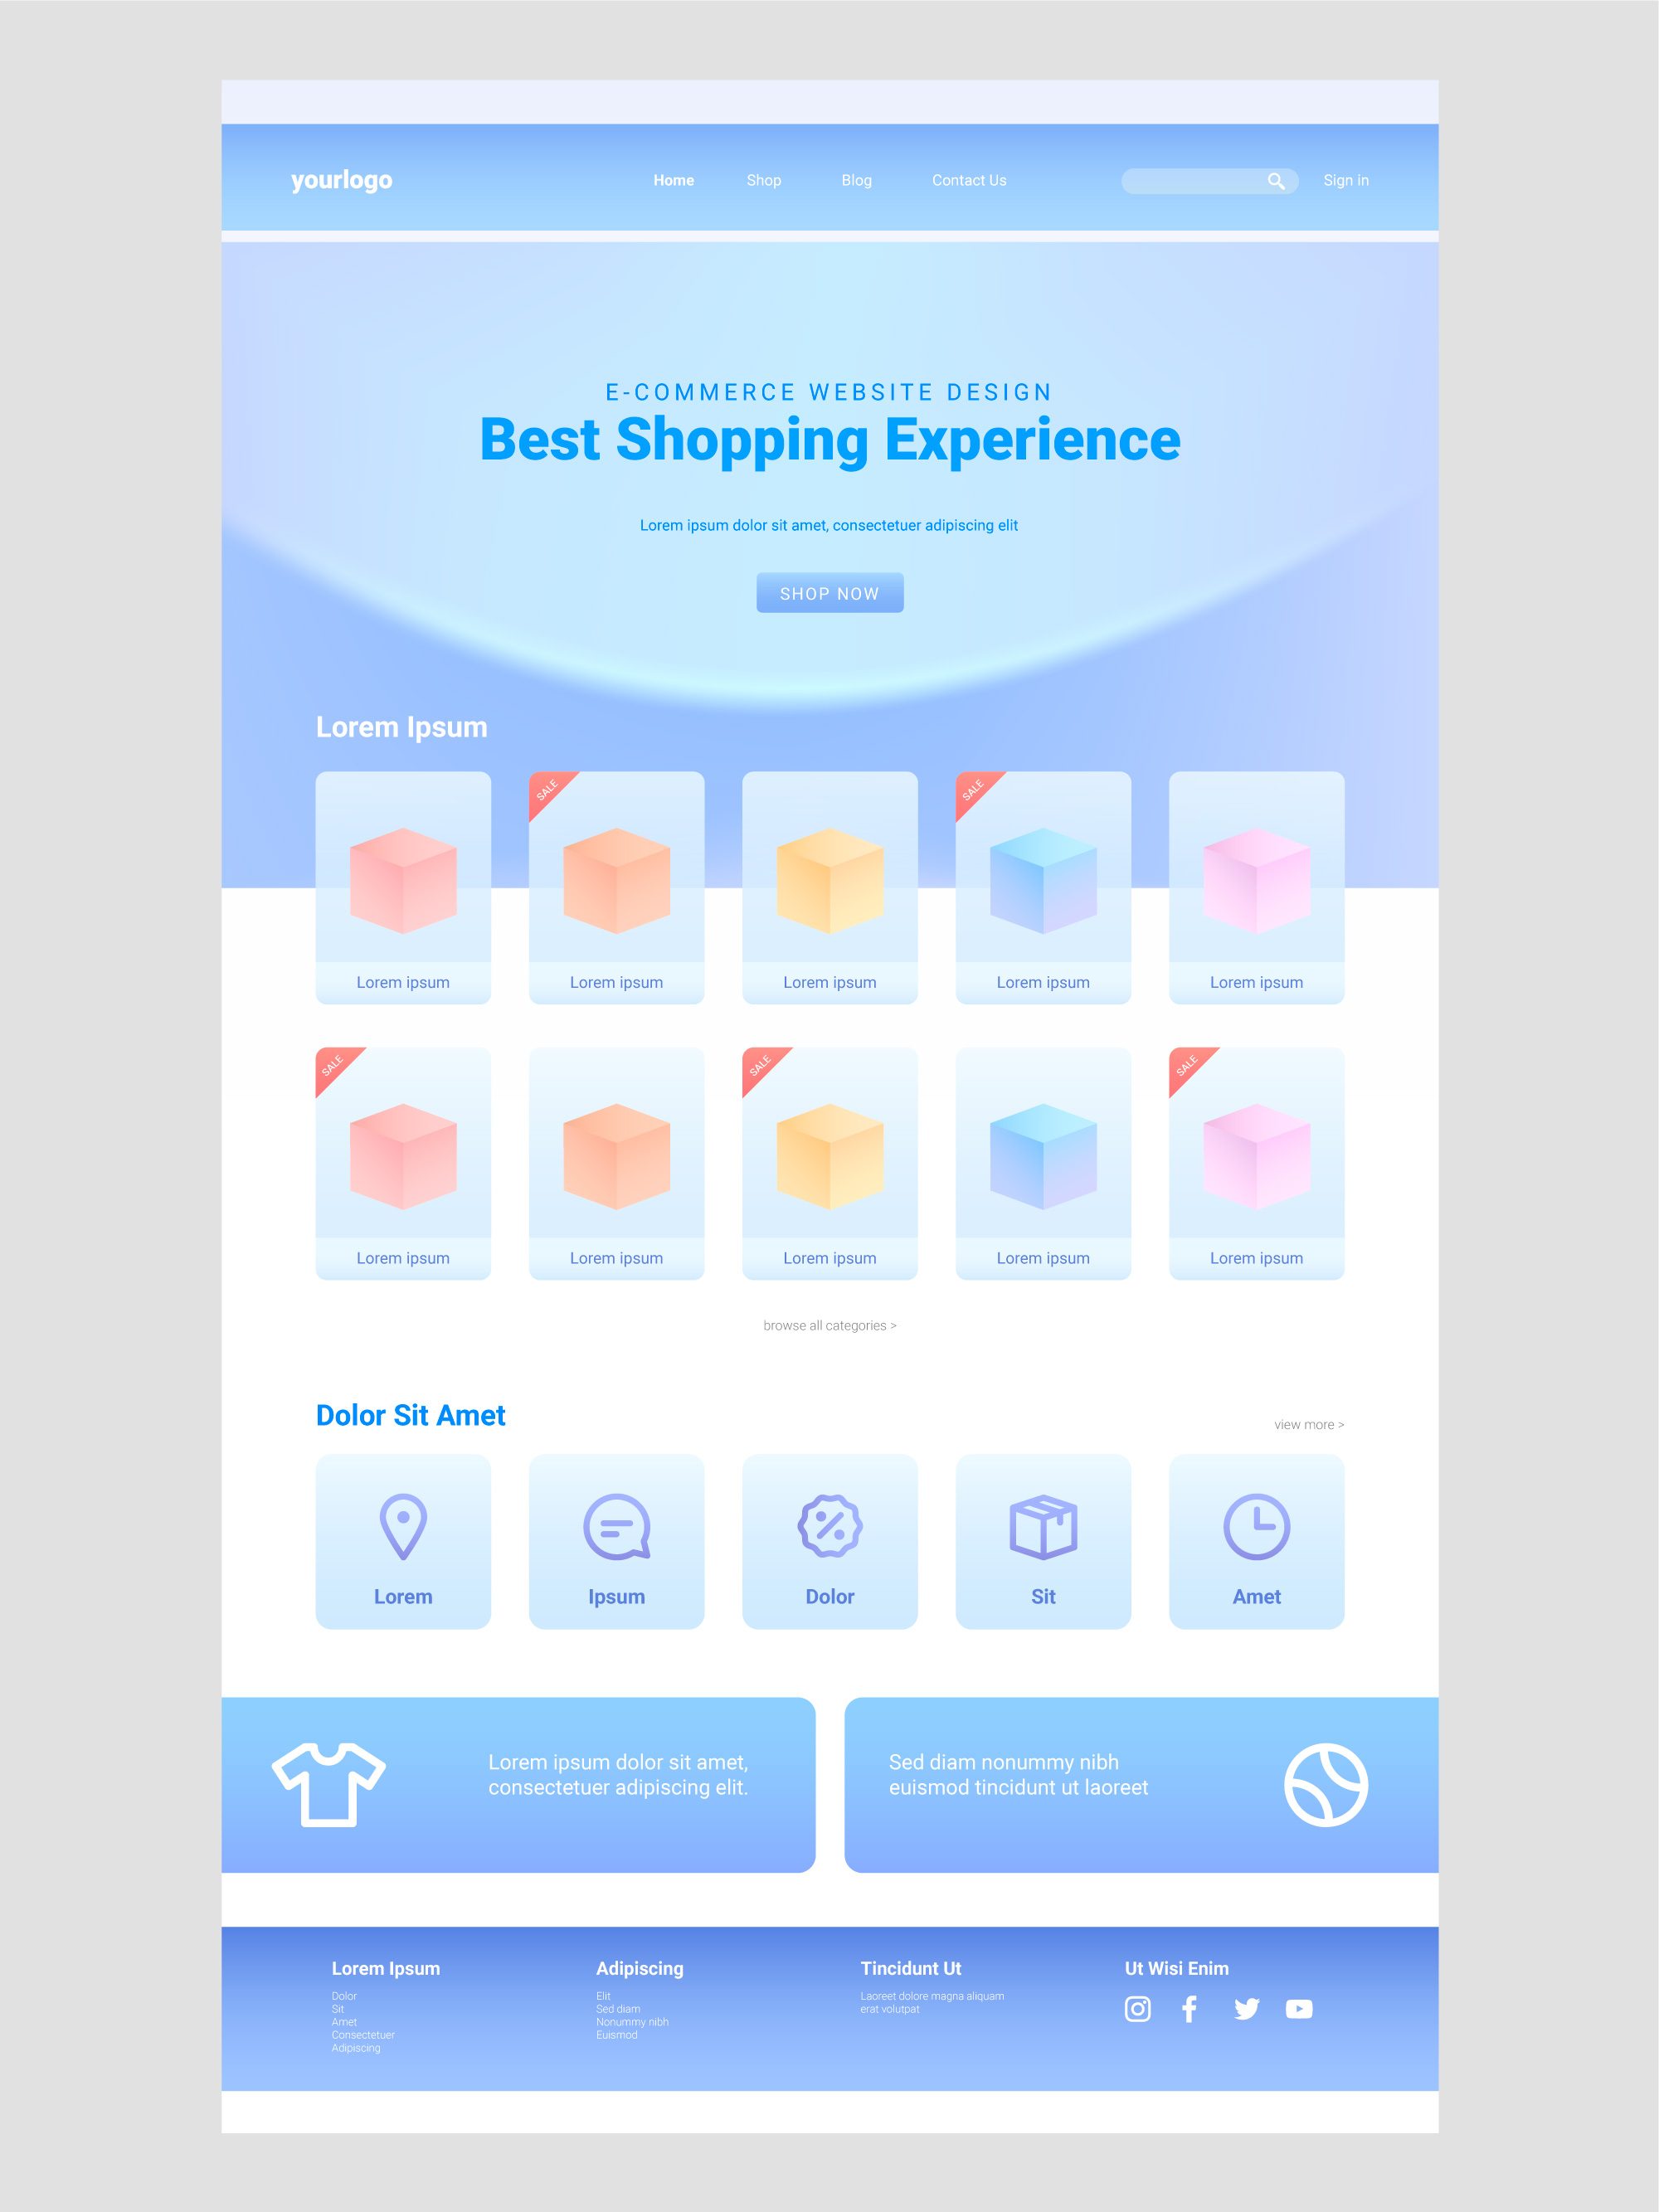 yourlogo
Home
Shop
Blog
Contact Us
Sign in
E-COMMERCE WEBSITE DESIGN
Best Shopping Experience
Lorem ipsum dolor sit amet, consectetuer adipiscing elit
SHOP NOW
Lorem Ipsum
SALE
SALE
Lorem ipsum
Lorem ipsum
Lorem ipsum
Lorem ipsum
Lorem ipsum
SALE
SALE
SALE
Lorem ipsum
Lorem ipsum
Lorem ipsum
Lorem ipsum
Lorem ipsum
browse all categories >
Dolor Sit Amet
view more >
Lorem
Ipsum
Dolor
Sit
Amet
Lorem ipsum dolor sit amet,
consectetuer adipiscing elit.
Sed diam nonummy nibh
euismod tincidunt ut laoreet
Lorem Ipsum
Dolor
Sit
Amet
Consectetuer
Adipiscing
Adipiscing
Elit
Sed diam
Nonummy nibh
Euismod
Tincidunt Ut
Laoreet dolore magna aliquam
erat volutpat
Ut Wisi Enim